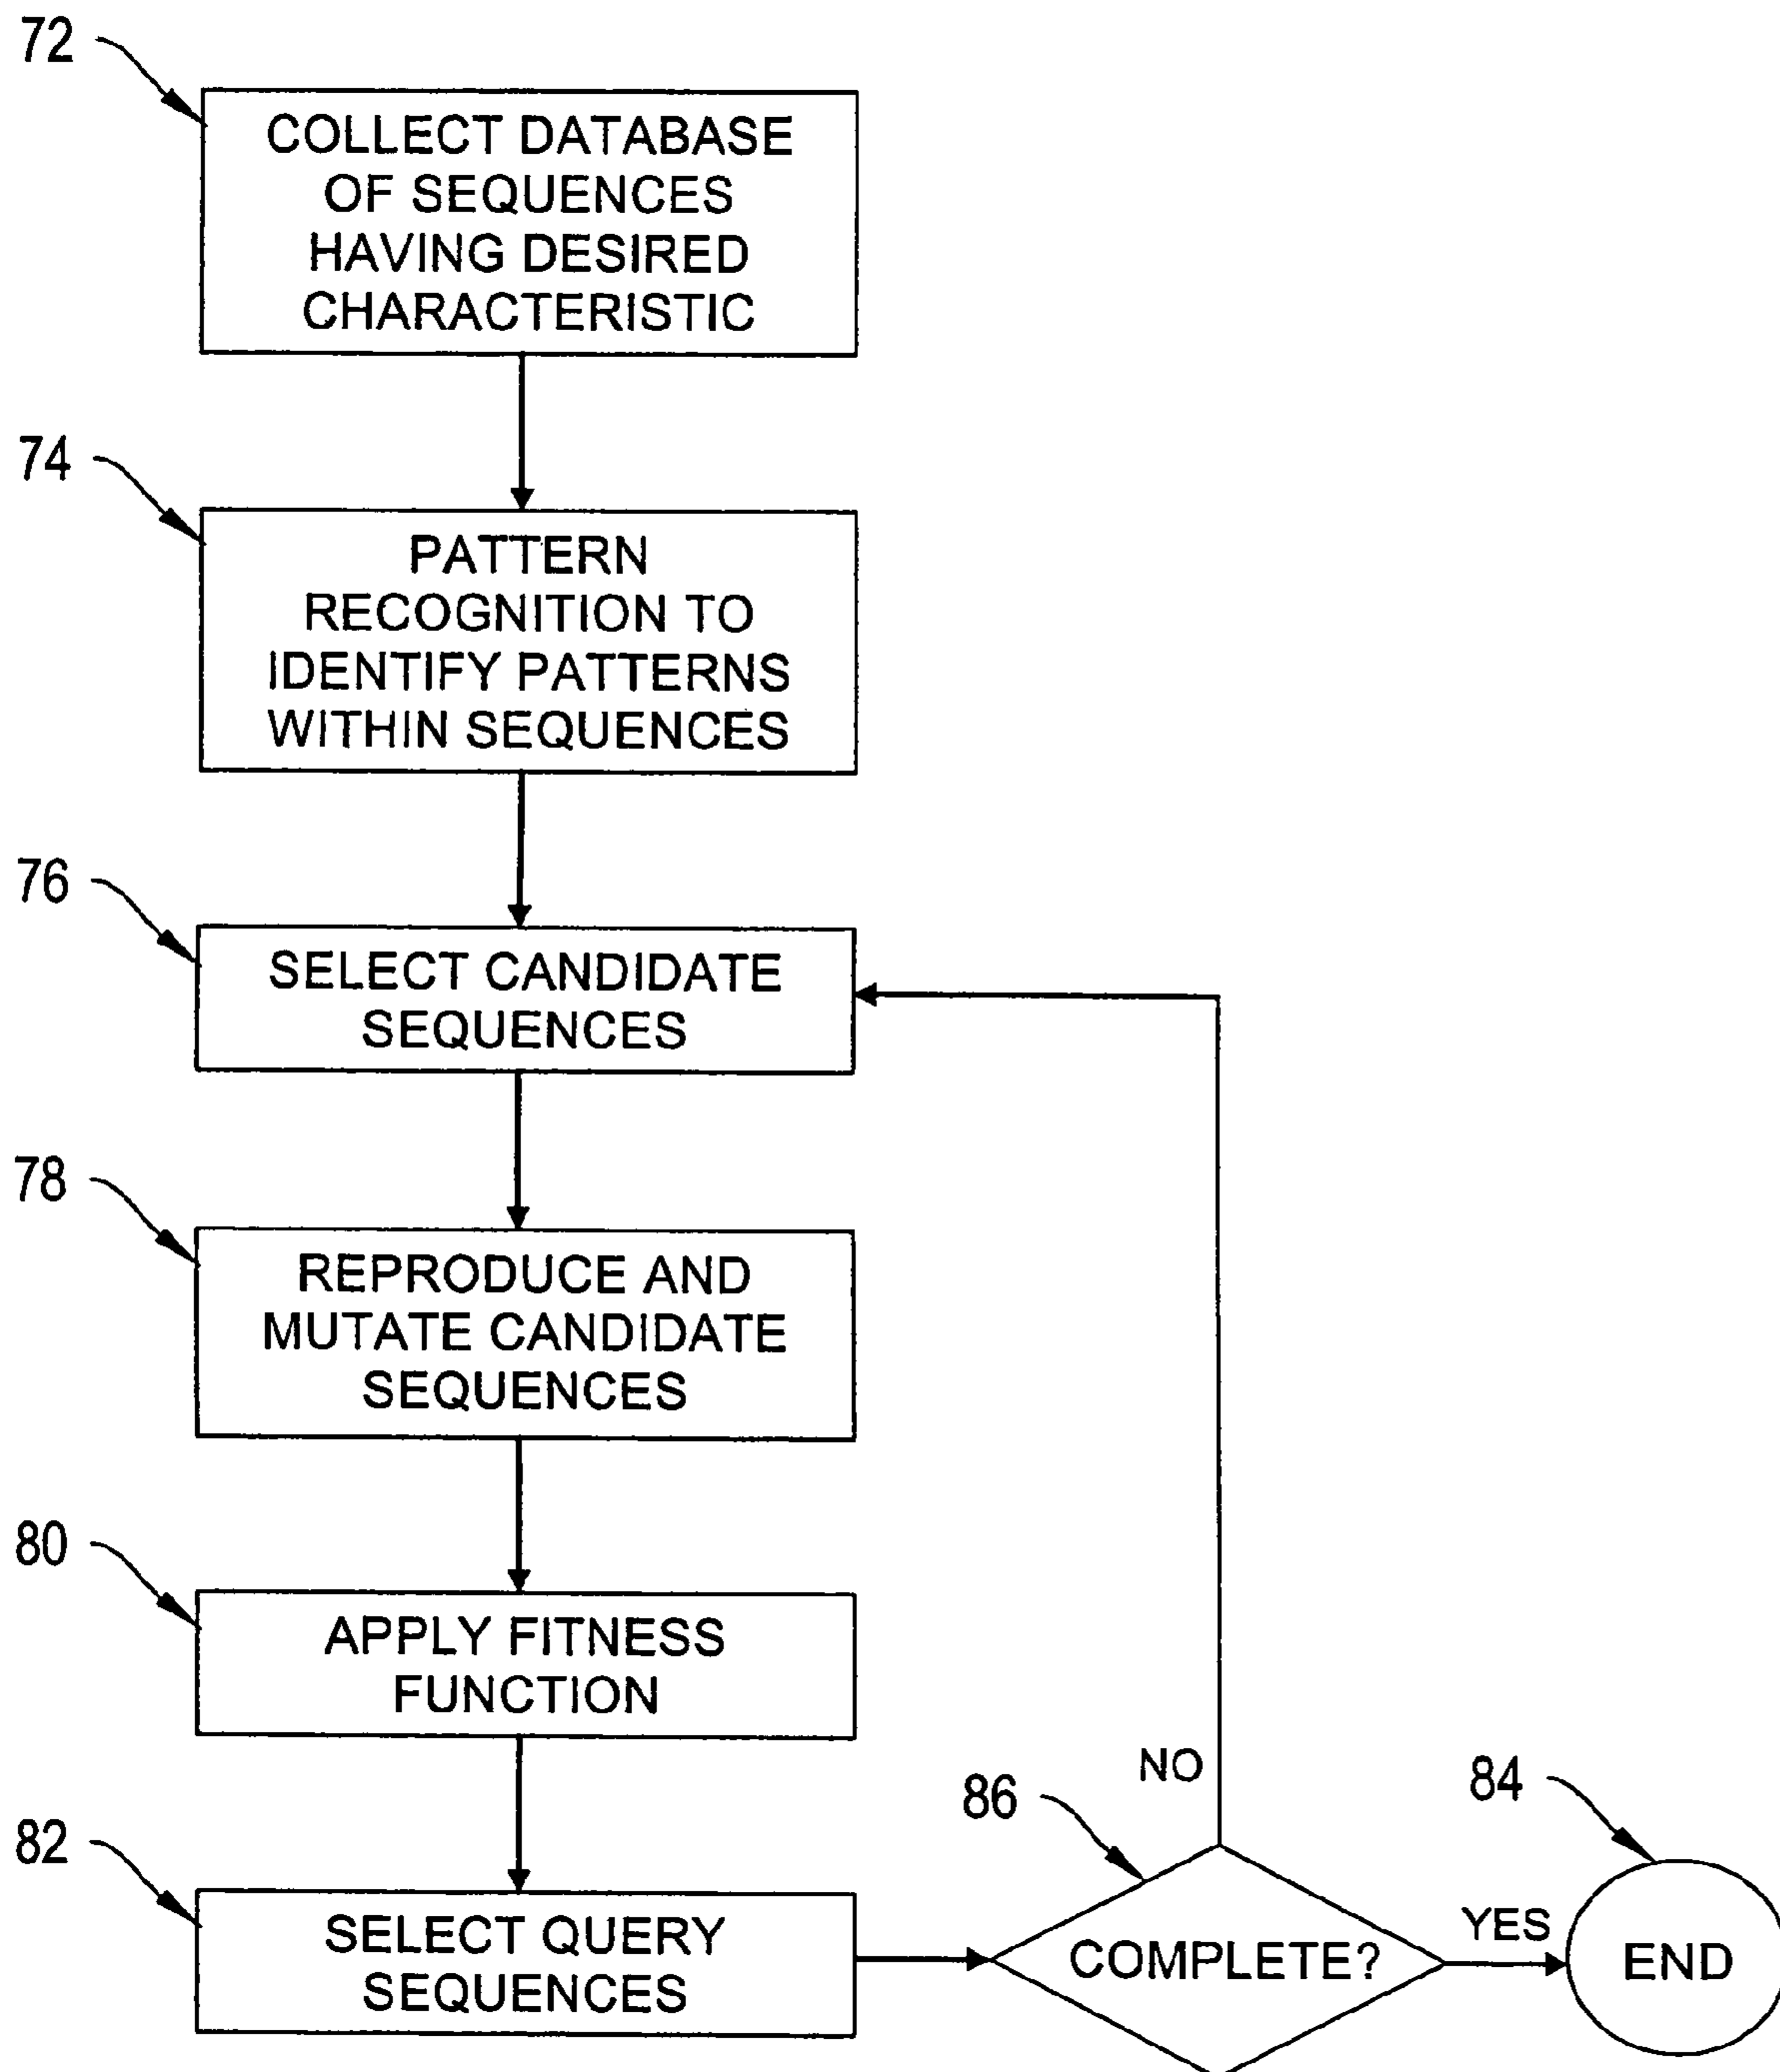 72
COLLECT DATABASE
OF SEQUENCES
HAVING DESIRED
CHARACTERISTIC
74
PATTERN
RECOGNITION TO
IDENTIFY PATTERNS
WITHIN SEQUENCES
76
SELECT CANDIDATE
SEQUENCES
78
REPRODUCE AND
MUTATE CANDIDATE
SEQUENCES
80
APPLY FITNESS
FUNCTION
82
SELECT QUERY
SEQUENCES
86
COMPLETE?
NO
YES
84
END